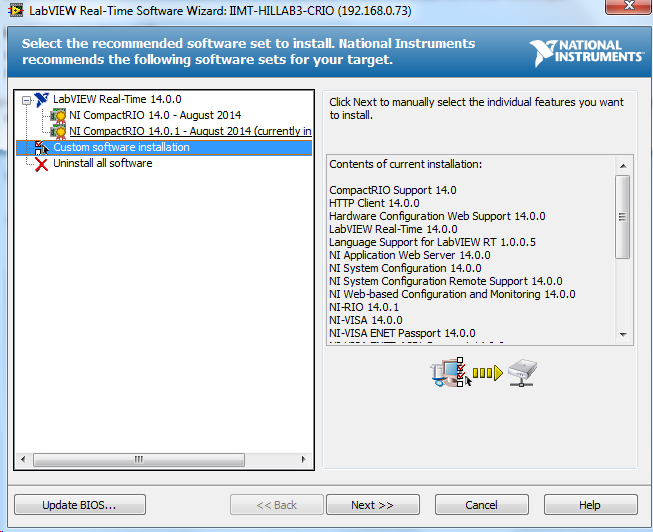 LabVIEW Real-Time Software Wizard: IIMT-HILLAB3-CRIO (192.168.0.73)
Select the recommended software set to install. National Instruments
recommends the following software sets for your target.
NATIONAL
INSTRUMENTS
LabVIEW Real-Time 14.0.0
NI CompactRIO 14.0 - August 2014
NI CompactRIO 14.0.1 - August 2014 (currently in
Custom software installation
Uninstall all software
Click Next to manually select the individual features you want
to install.
Contents of current installation:
CompactRIO Support 14.0
HTTP Client 14.0.0
Hardware Configuration Web Support 14.0.0
LabVIEW Real-Time 14.0.0
Language Support for LabVIEW RT 1.0.0.5
NI Application Web Server 14.0.0
NI System Configuration 14.0.0
NI System Configuration Remote Support 14.0.0
NI Web-based Configuration and Monitoring 14.0.0
NI-RIO 14.0.1
NI-VISA 14.0.0
NI-VISA ENET Passport 14.0.0
Update BIOS...
<< Back
Next >>
Cancel
Help